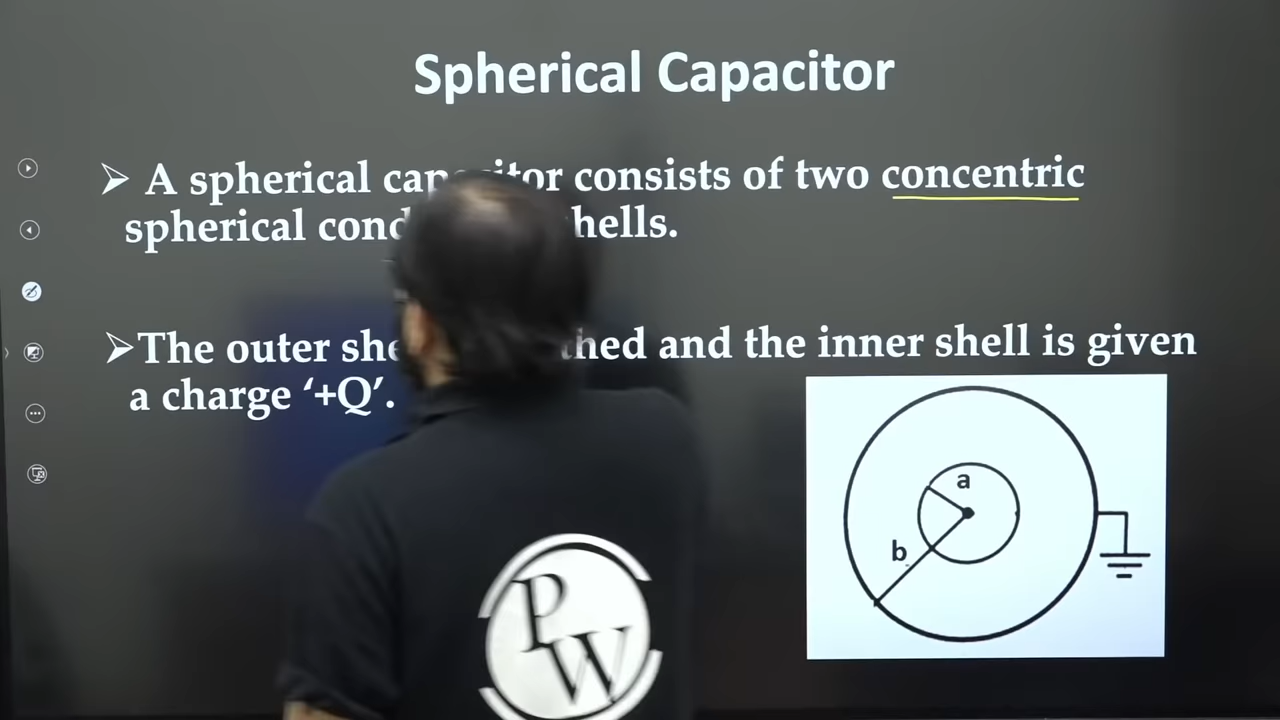 Spherical Capacitor
➢ A spherical cap itor consists of two concentric
spherical cond hells.
➢The outer she thed and the inner shell is given
a charge ‘+Q’.
a
b
PW